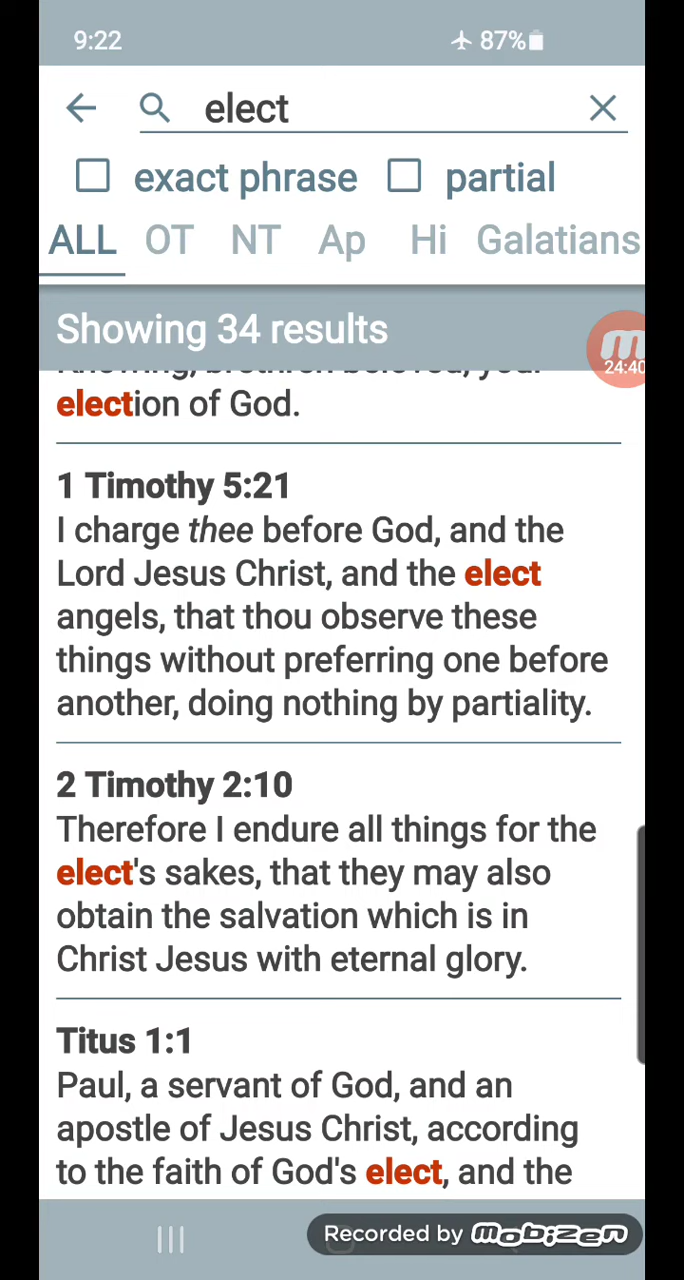 9:22 87%
elect
exact phrase partial
ALL OT NT Ap Hi Galatians
Showing 34 results
24:40
Knowing, brethren beloved, your
election of God.
1 Timothy 5:21
I charge thee before God, and the
Lord Jesus Christ, and the elect
angels, that thou observe these
things without preferring one before
another, doing nothing by partiality.
2 Timothy 2:10
Therefore I endure all things for the
elect's sakes, that they may also
obtain the salvation which is in
Christ Jesus with eternal glory.
Titus 1:1
Paul, a servant of God, and an
apostle of Jesus Christ, according
to the faith of God's elect, and the
Recorded by mobizen